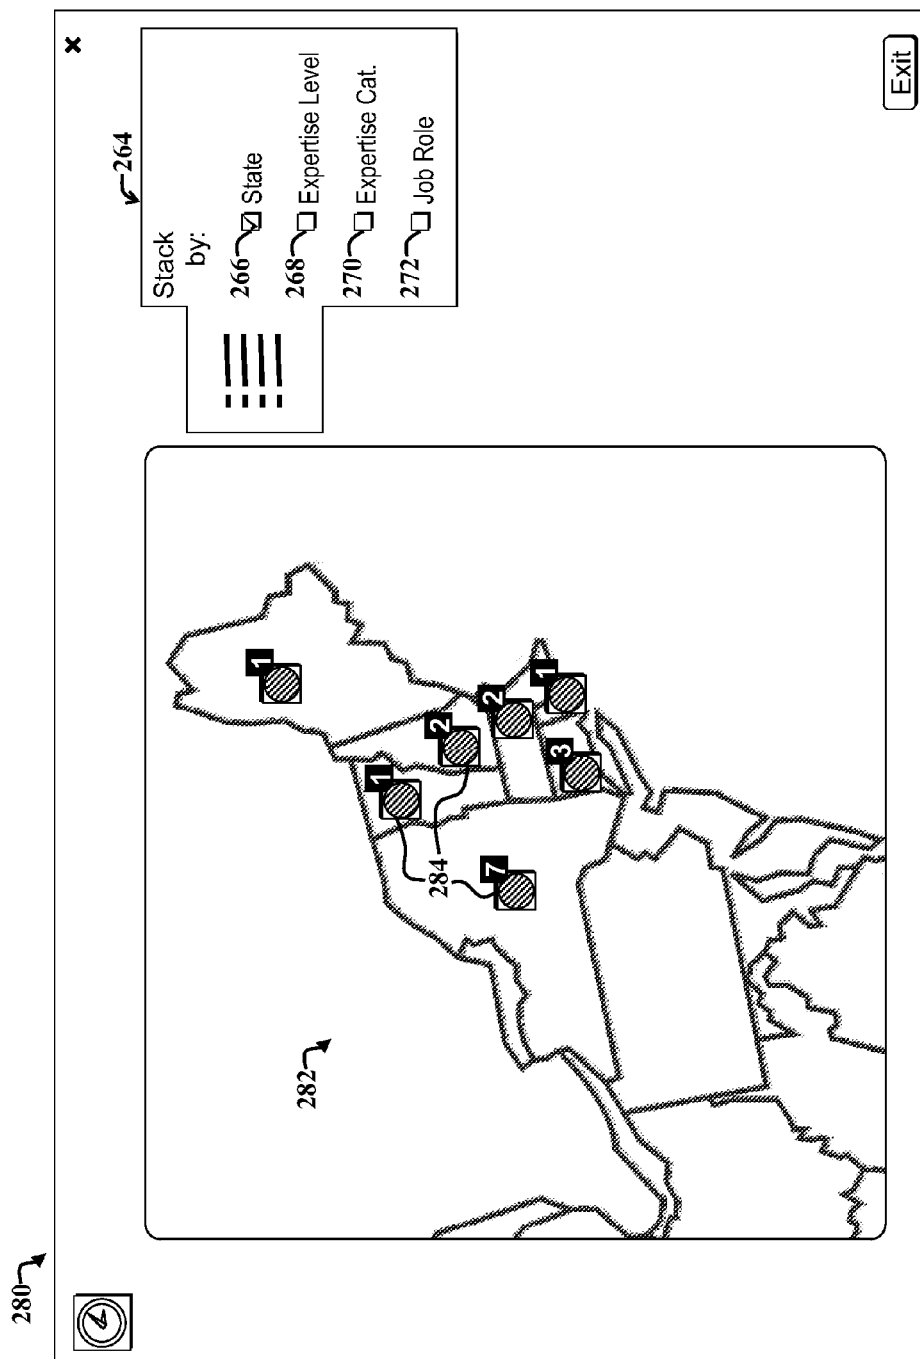 280
×
264
Stack
by:
266 State
268 Expertise Level
270 Expertise Cat.
272 Job Role
282
284
1
1
2
2
1
3
7
Exit